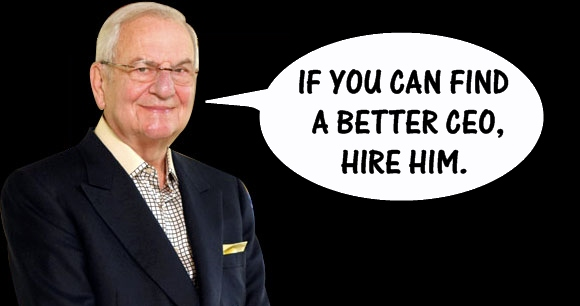 IF YOU CAN FIND
A BETTER CEO,
HIRE HIM.